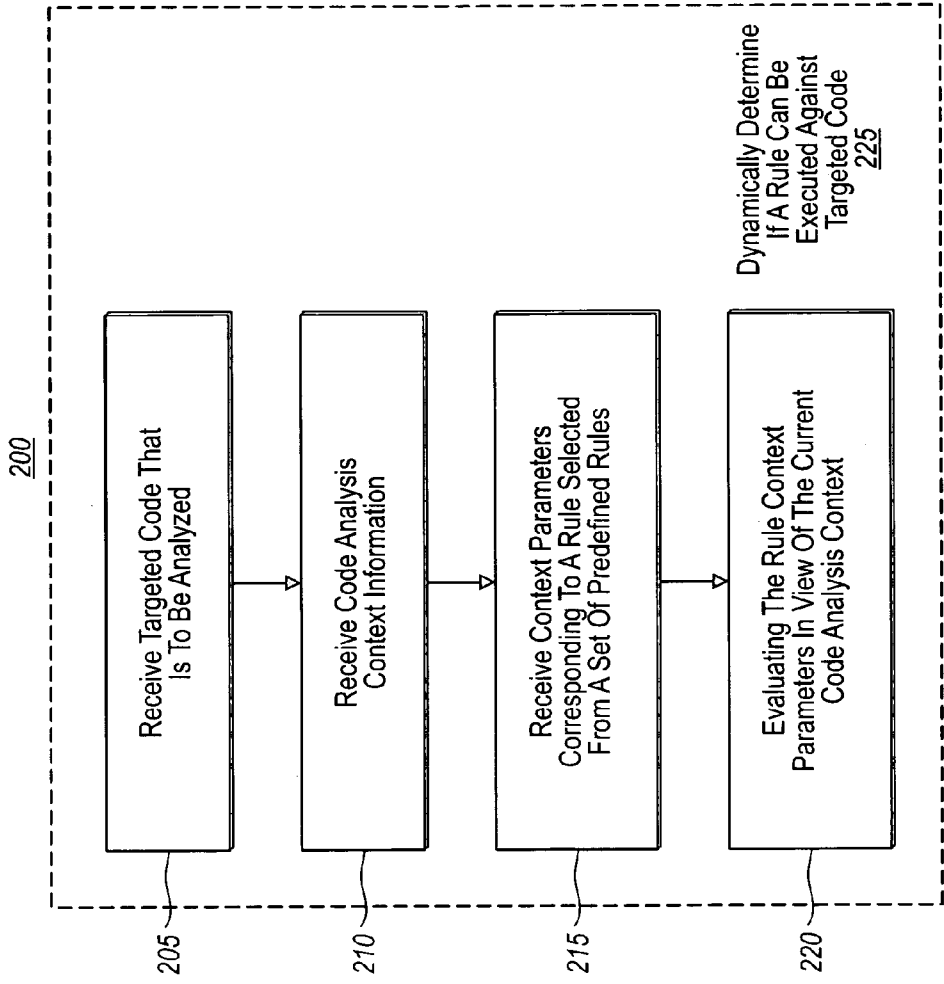 200
Receive Targeted Code That
Is To Be Analyzed
205
Receive Code Analysis
Context Information
210
Receive Context Parameters
Corresponding To A Rule Selected
From A Set Of Predefined Rules
215
Evaluating The Rule Context
Parameters In View Of The Current
Code Analysis Context
220
Dynamically Determine
If A Rule Can Be
Executed Against
Targeted Code
225